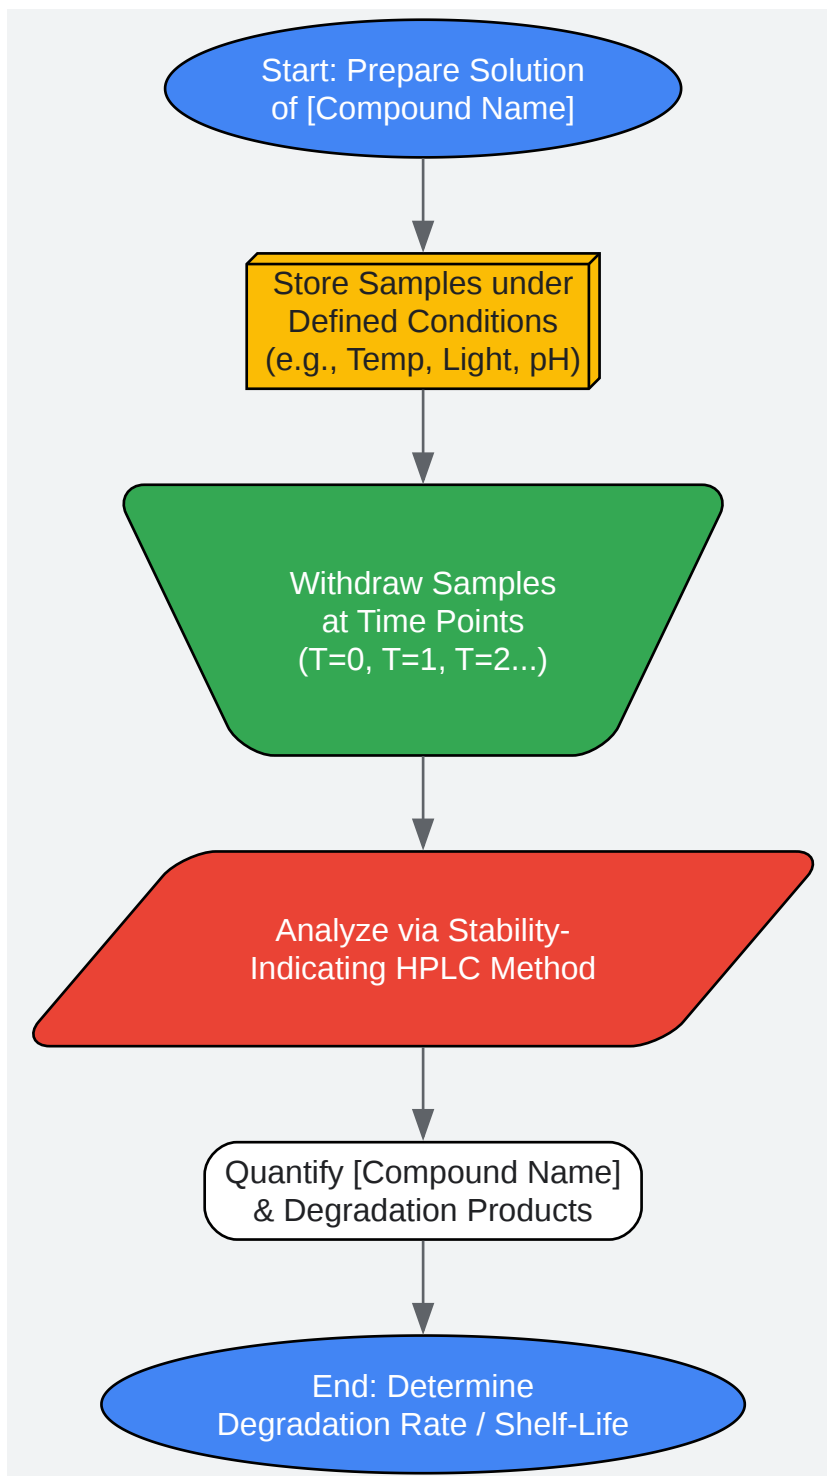 Start: Prepare Solution
of [Compound Name]
Store Samples under
Defined Conditions
(e.g., Temp, Light, pH)
Withdraw Samples
at Time Points
(T=0, T=1, T=2...)
Analyze via Stability-
Indicating HPLC Method
Quantify [Compound Name]
& Degradation Products
End: Determine
Degradation Rate / Shelf-Life